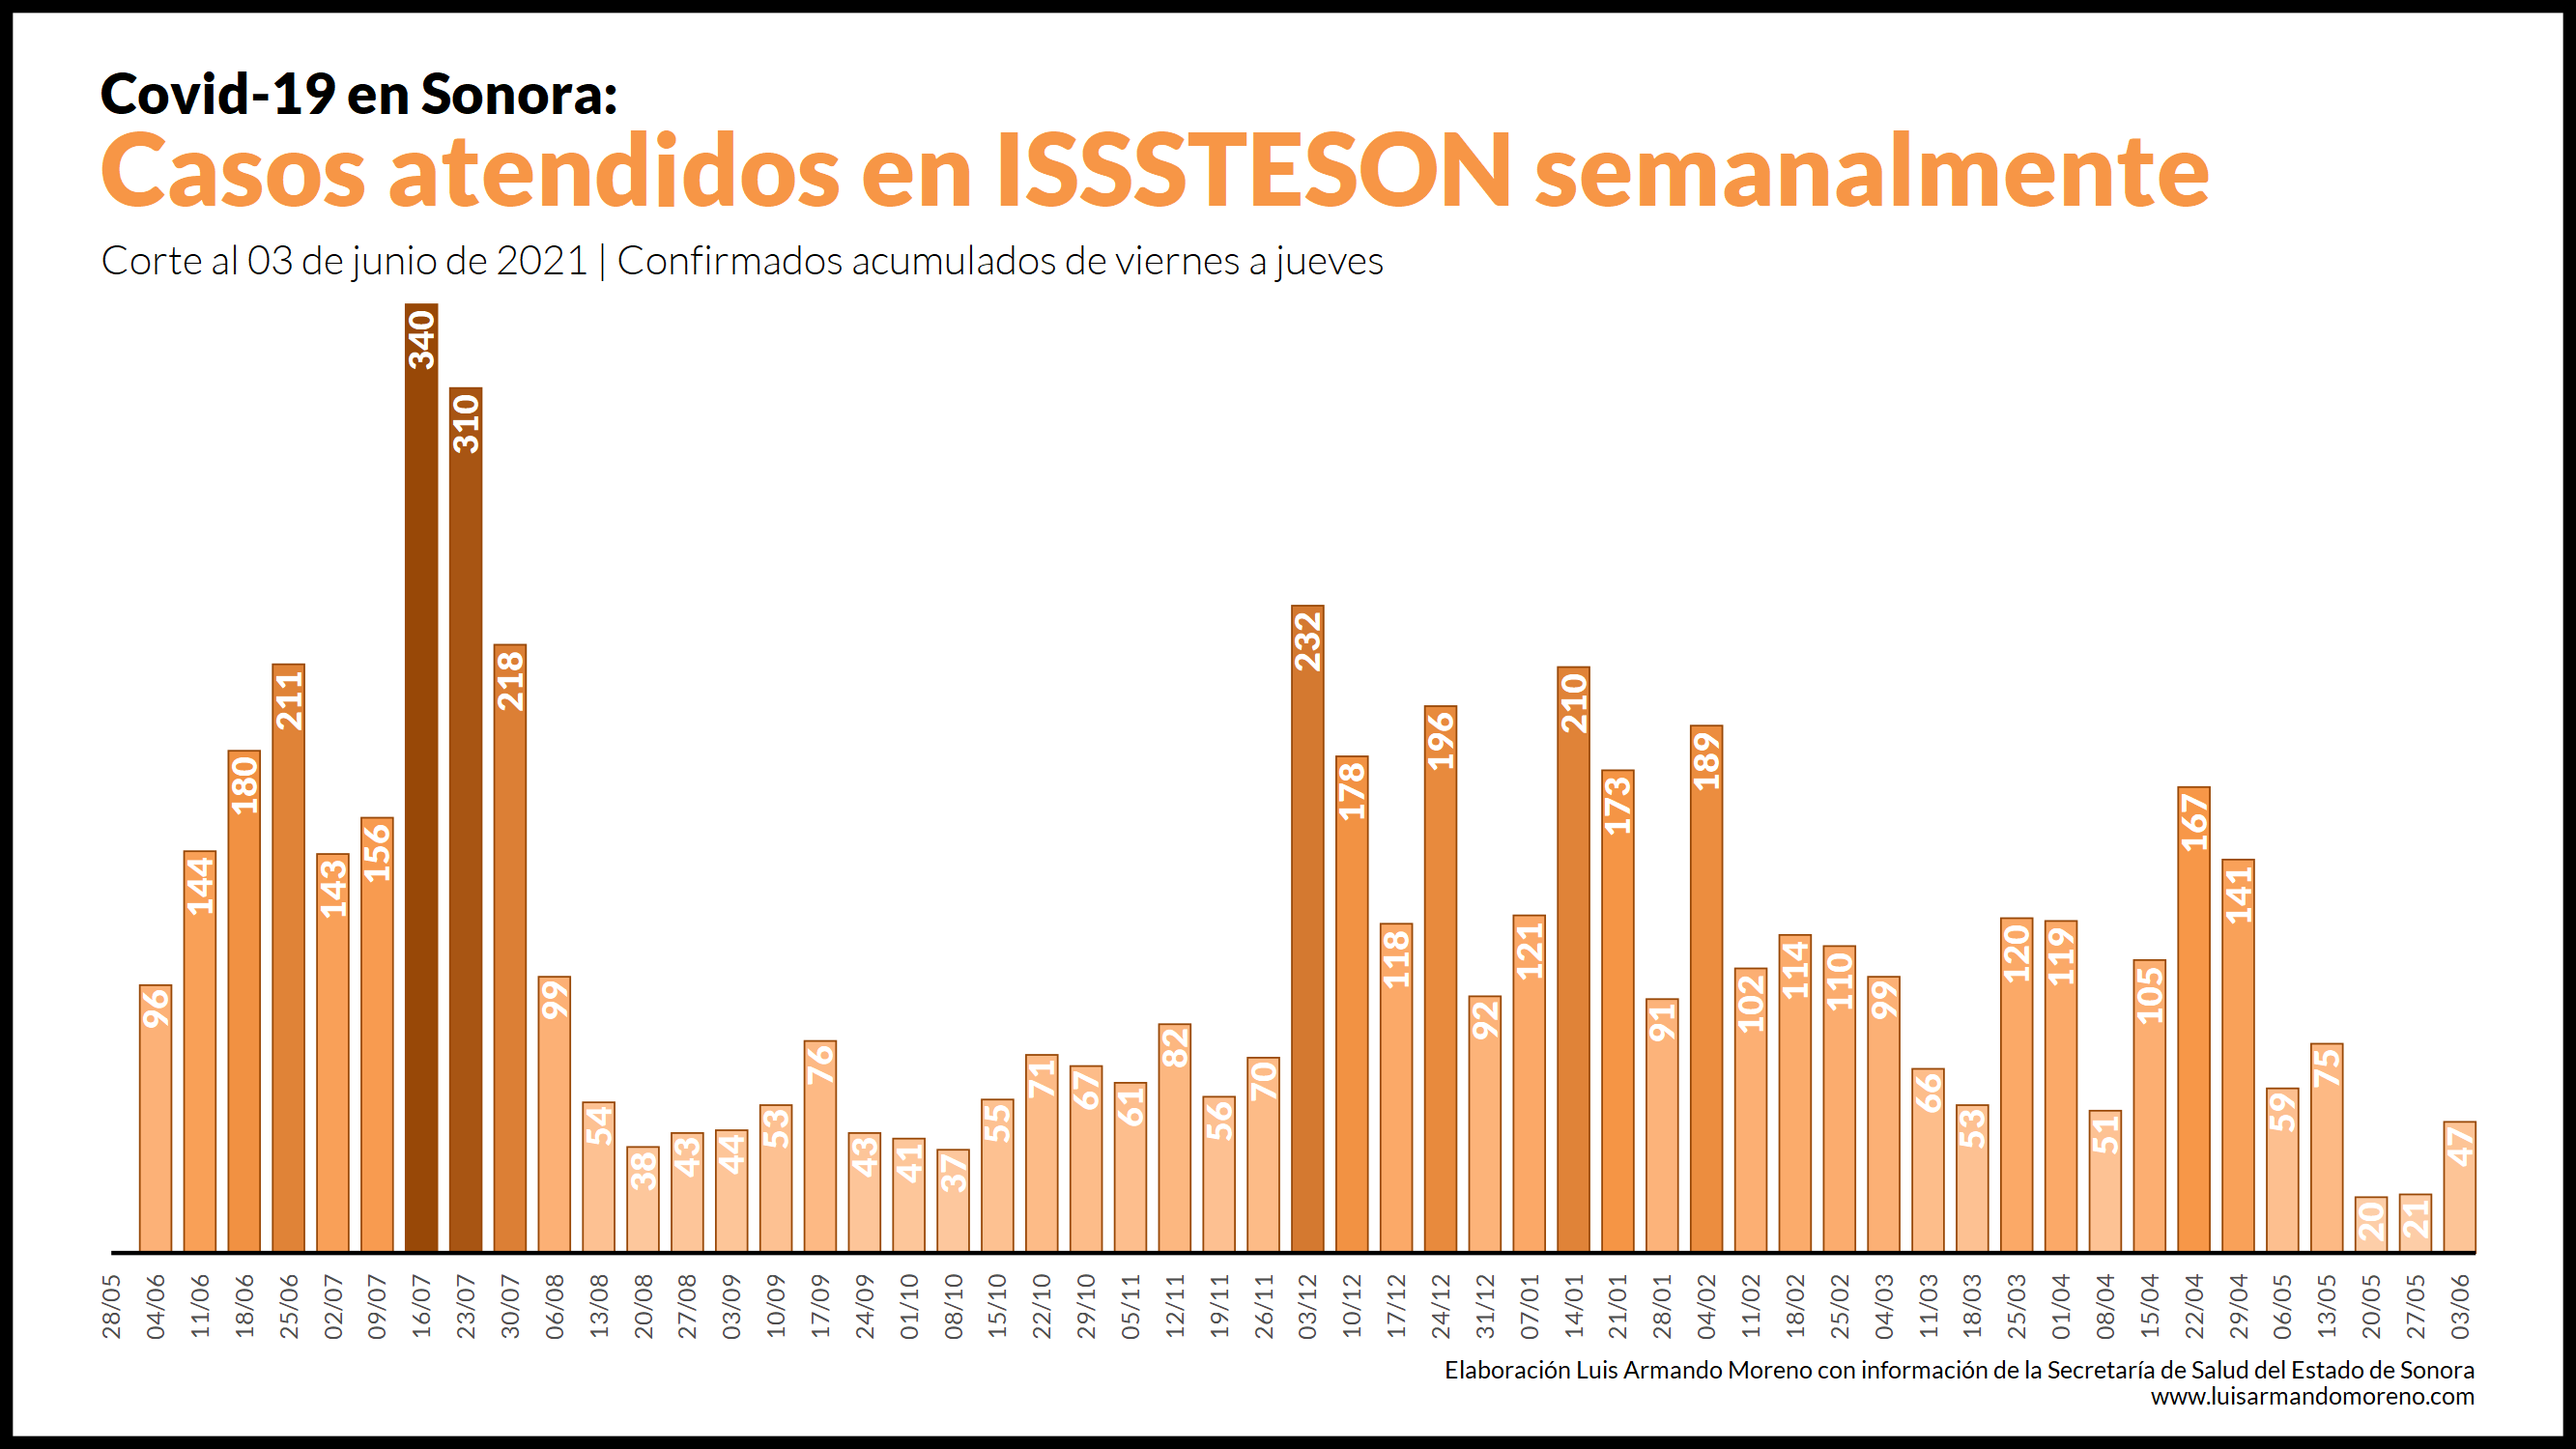 Covid-19 en Sonora:
Casos atendidos en ISSSTESON semanalmente
Corte al 03 de junio de 2021 | Confirmados acumulados de viernes a jueves
96 144 180 211 143 156 340 310 218 99 54 38 43 44 53 76 43 41 37 55 71 67 61 82 56 70 232 178 118 196 92 121 210 173 91 189 102 114 110 99 66 53 120 119 51 105 167 141 59 75 20 21 47
28/05 04/06 11/06 18/06 25/06 02/07 09/07 16/07 23/07 30/07 06/08 13/08 20/08 27/08 03/09 10/09 17/09 24/09 01/10 08/10 15/10 22/10 29/10 05/11 12/11 19/11 26/11 03/12 10/12 17/12 24/12 31/12 07/01 14/01 21/01 28/01 04/02 11/02 18/02 25/02 04/03 11/03 18/03 25/03 01/04 08/04 15/04 22/04 29/04 06/05 13/05 20/05 27/05 03/06
Elaboración Luis Armando Moreno con información de la Secretaría de Salud del Estado de Sonora
www.luisarmandomoreno.com